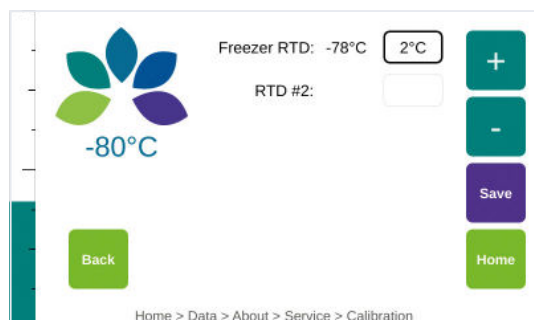 Freezer RTD: -78°C 2°C +
RTD #2:
-
-80°C
Save
Back
Home
Home > Data > About > Service > Calibration